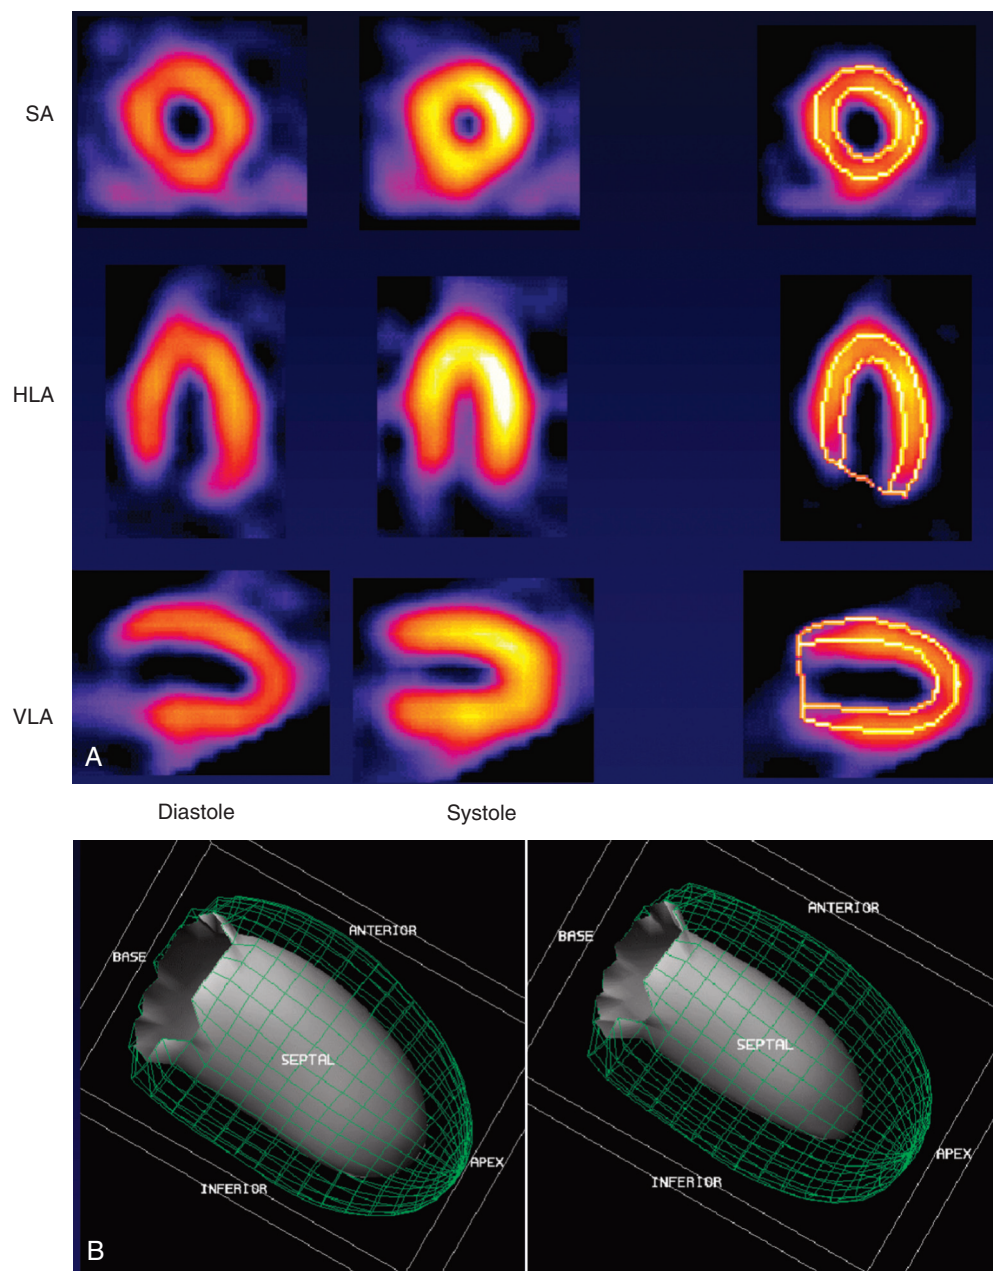 SA
HLA
VLA
A
Diastole
Systole
BASE
ANTERIOR
SEPTAL
APEX
INFERIOR
B
BASE
ANTERIOR
SEPTAL
APEX
INFERIOR